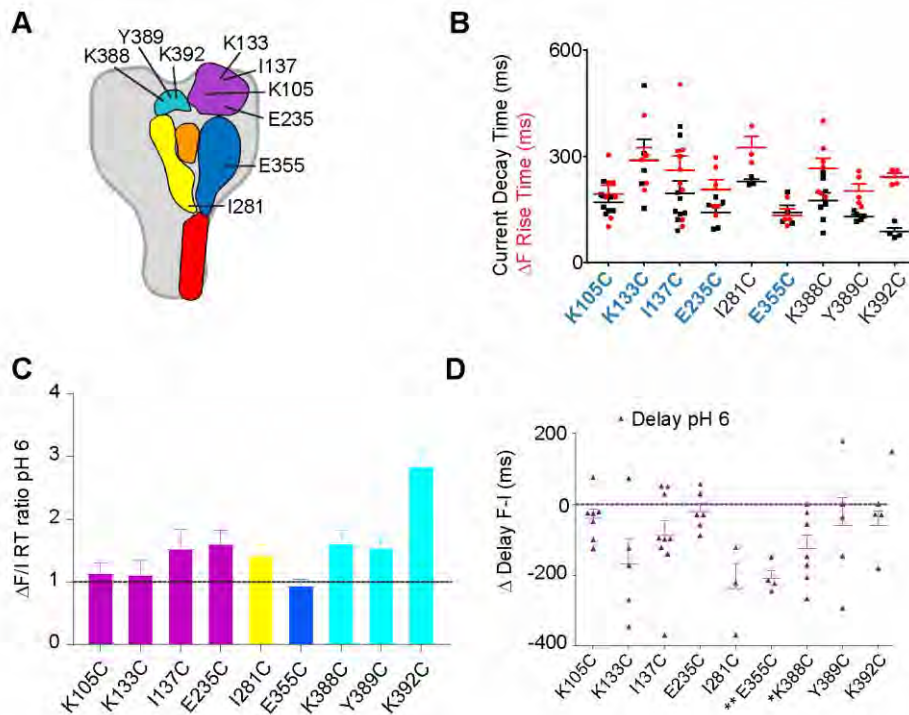 A
Y389
K392
K388
K133
I137
K105
E235
E355
I281
B
Current Decay Time (ms)
ΔF Rise Time (ms)
600
300
0
K105C
K133C
I137C
E235C
I281C
E355C
K388C
Y389C
K392C
C
ΔF/I RT ratio pH 6
4
3
2
1
0
K105C
K133C
I137C
E235C
I281C
E355C
K388C
Y389C
K392C
D
Delay pH 6
Δ Delay F-I (ms)
200
0
-200
-400
K105C
K133C
I137C
E235C
I281C
** E355C
*K388C
Y389C
K392C